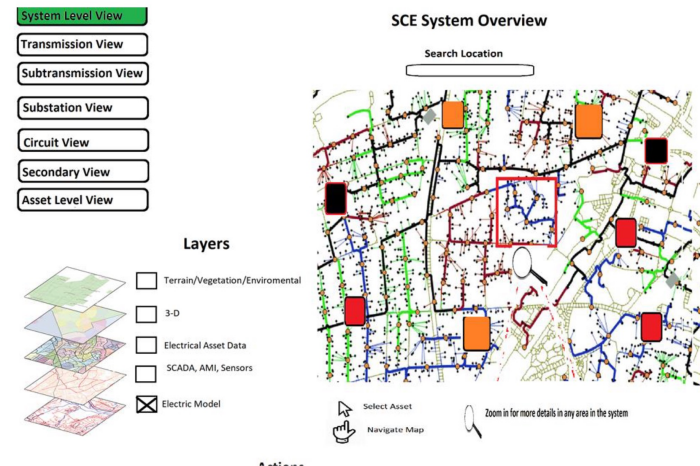 System Level View
Transmission View
Subtransmission View
Substation View
Circuit View
Secondary View
Asset Level View
SCE System Overview
Search Location
Layers
Terrain/Vegetation/Enviromental
3-D
Electrical Asset Data
SCADA, AMI, Sensors
Electric Model
Select Asset
Navigate Map
Zoom in for more details in any area in the system
Actions